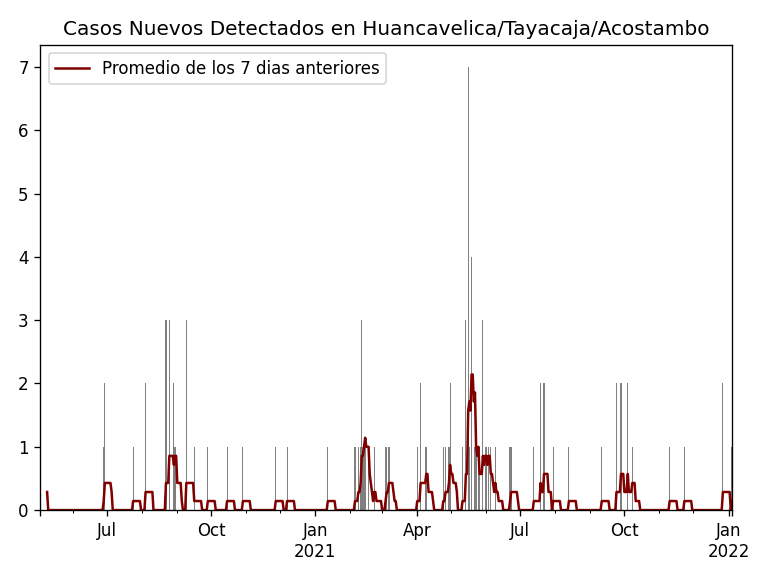 Casos Nuevos Detectados en Huancavelica/Tayacaja/Acostambo
Promedio de los 7 dias anteriores
7
6
5
4
3
2
1
0
Jul
Oct
Jan
2021
Apr
Jul
Oct
Jan
2022